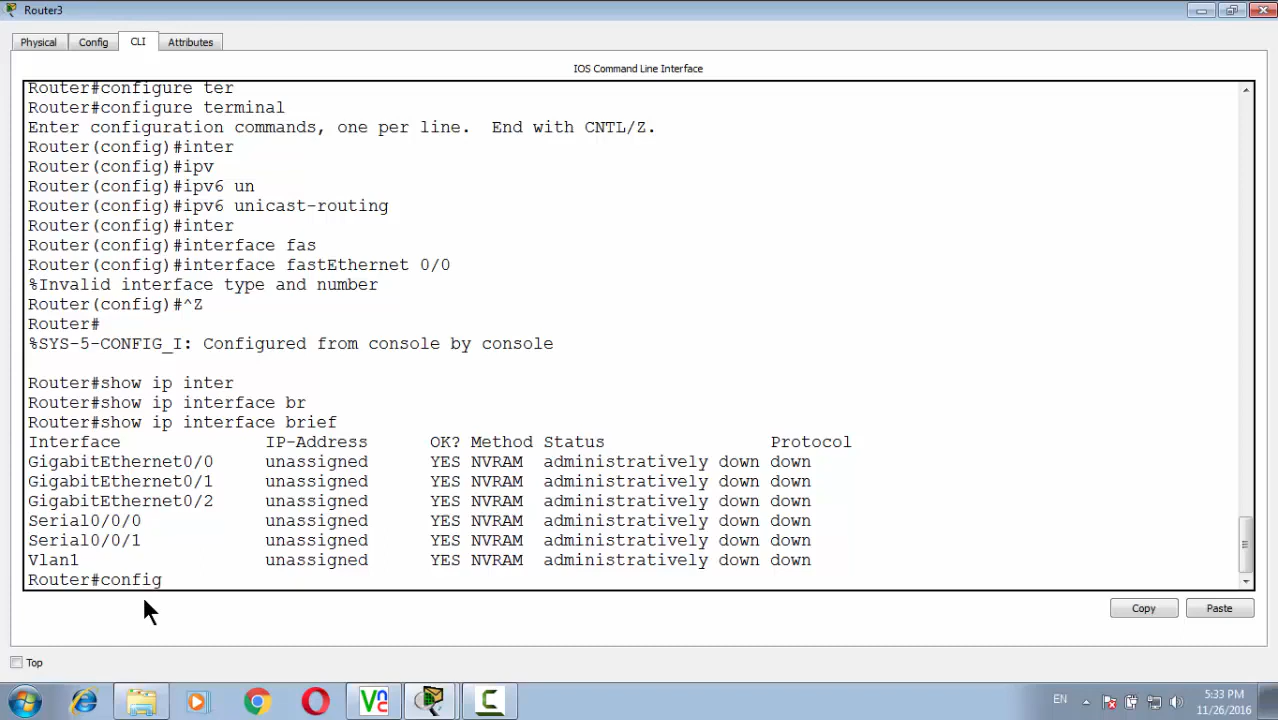 Router3
Physical Config CLI Attributes
IOS Command Line Interface
Router#configure ter
Router#configure terminal
Enter configuration commands, one per line.  End with CNTL/Z.
Router(config)#inter
Router(config)#ipv
Router(config)#ipv6 un
Router(config)#ipv6 unicast-routing
Router(config)#inter
Router(config)#interface fas
Router(config)#interface fastEthernet 0/0
%Invalid interface type and number
Router(config)#^Z
Router#
%SYS-5-CONFIG_I: Configured from console by console
Router#show ip inter
Router#show ip interface br
Router#show ip interface brief
Interface IP-Address OK? Method Status Protocol
GigabitEthernet0/0 unassigned YES NVRAM administratively down down
GigabitEthernet0/1 unassigned YES NVRAM administratively down down
GigabitEthernet0/2 unassigned YES NVRAM administratively down down
Serial0/0/0 unassigned YES NVRAM administratively down down
Serial0/0/1 unassigned YES NVRAM administratively down down
Vlan1 unassigned YES NVRAM administratively down down
Router#config
Copy Paste
Top
EN 5:33 PM
11/26/2016